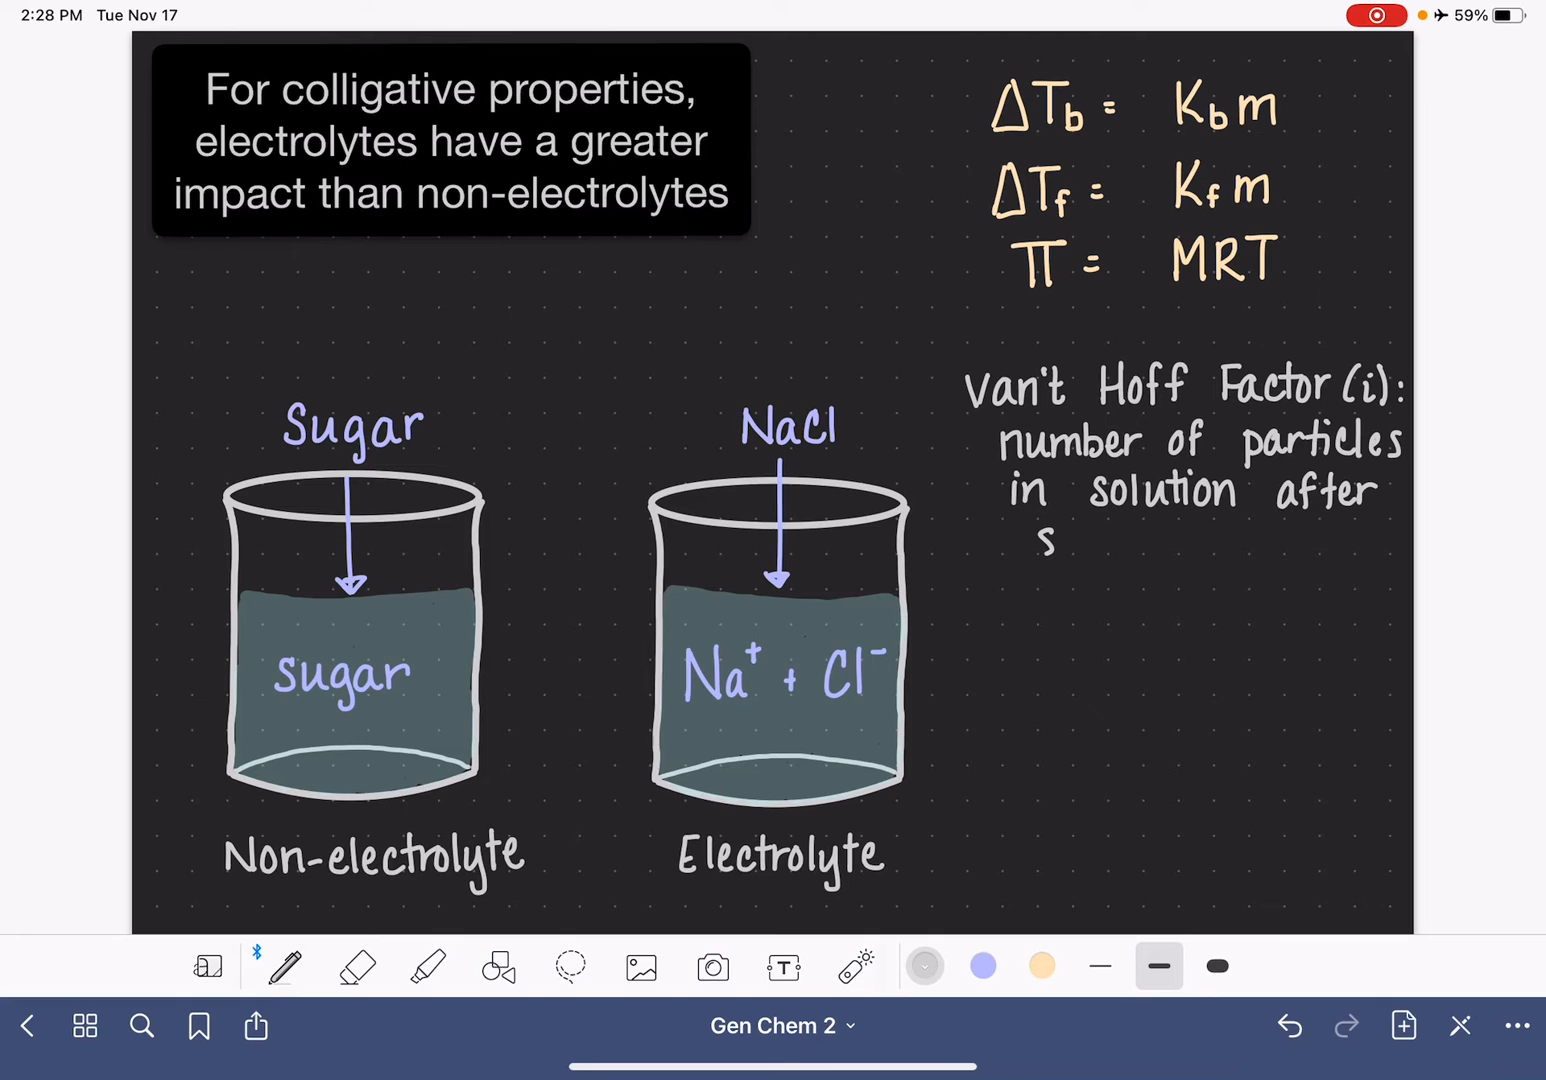 2:28 PM Tue Nov 17
59%
For colligative properties,
electrolytes have a greater
impact than non-electrolytes
ΔTb = Kbm
ΔTf = Kfm
π = MRT
Van't Hoff Factor (i):
number of particles
in solution after
s
Sugar
NaCl
sugar
Na⁺ + Cl⁻
Non-electrolyte
Electrolyte
T
Gen Chem 2